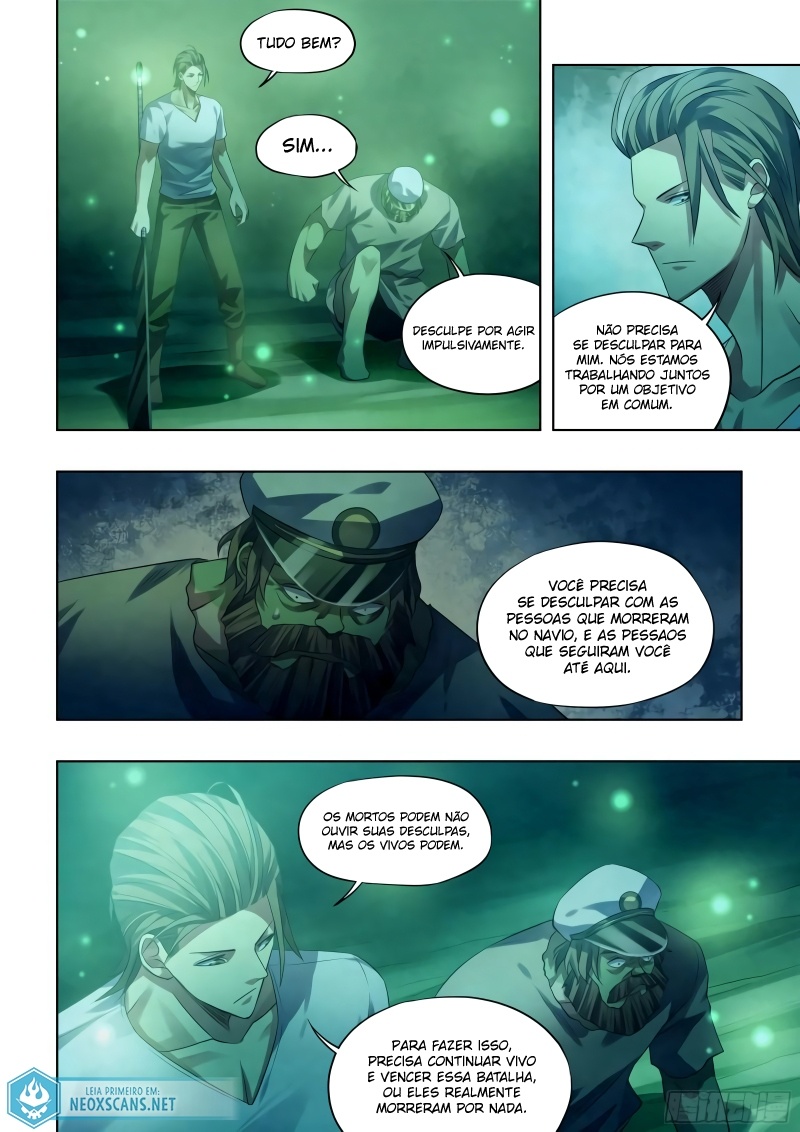 TUDO BEM?
SIM...
DESCULPE POR AGIR
IMPULSIVAMENTE.
NÃO PRECISA
SE DESCULPAR PARA
MIM. NÓS ESTAMOS
TRABALHANDO JUNTOS
POR UM OBJETIVO
EM COMUM.
VOCÊ PRECISA
SE DESCULPAR COM AS
PESSOAS QUE MORRERAM
NO NAVIO, E AS PESSAOS
QUE SEGUIRAM VOCÊ
ATÉ AQUI.
OS MORTOS PODEM NÃO
OUVIR SUAS DESCULPAS,
MAS OS VIVOS PODEM.
PARA FAZER ISSO,
PRECISA CONTINUAR VIVO
E VENCER ESSA BATALHA,
OU ELES REALMENTE
MORRERAM POR NADA.
LEIA PRIMEIRO EM:
NEOXSCANS.NET